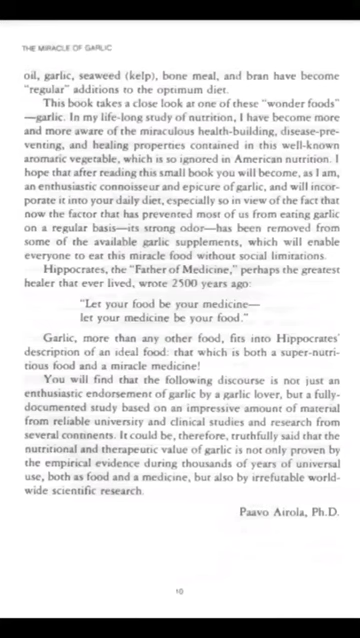 THE MIRACLE OF GARLIC
oil, garlic, seaweed (kelp), bone meal, and bran have become
"regular" additions to the optimum diet.
This book takes a close look at one of these "wonder foods"
—garlic. In my life-long study of nutrition, I have become more
and more aware of the miraculous health-building, disease-pre-
venting, and healing properties contained in this well-known
aromatic vegetable, which is so ignored in American nutrition. I
hope that after reading this small book you will become, as I am,
an enthusiastic connoisseur and epicure of garlic, and will incor-
porate it into your daily diet, especially so in view of the fact that
now the factor that has prevented most of us from eating garlic
on a regular basis—its strong odor—has been removed from
some of the available garlic supplements, which will enable
everyone to eat this miracle food without social limitations.
Hippocrates, the "Father of Medicine," perhaps the greatest
healer that ever lived, wrote 2500 years ago:
"Let your food be your medicine—
let your medicine be your food."
Garlic, more than any other food, fits into Hippocrates'
description of an ideal food: that which is both a super-nutri-
tious food and a miracle medicine!
You will find that the following discourse is not just an
enthusiastic endorsement of garlic by a garlic lover, but a fully-
documented study based on an impressive amount of material
from reliable university and clinical studies and research from
several continents. It could be, therefore, truthfully said that the
nutritional and therapeutic value of garlic is not only proven by
the empirical evidence during thousands of years of universal
use, both as food and a medicine, but also by irrefutable world-
wide scientific research.
Paavo Airola, Ph.D.
10